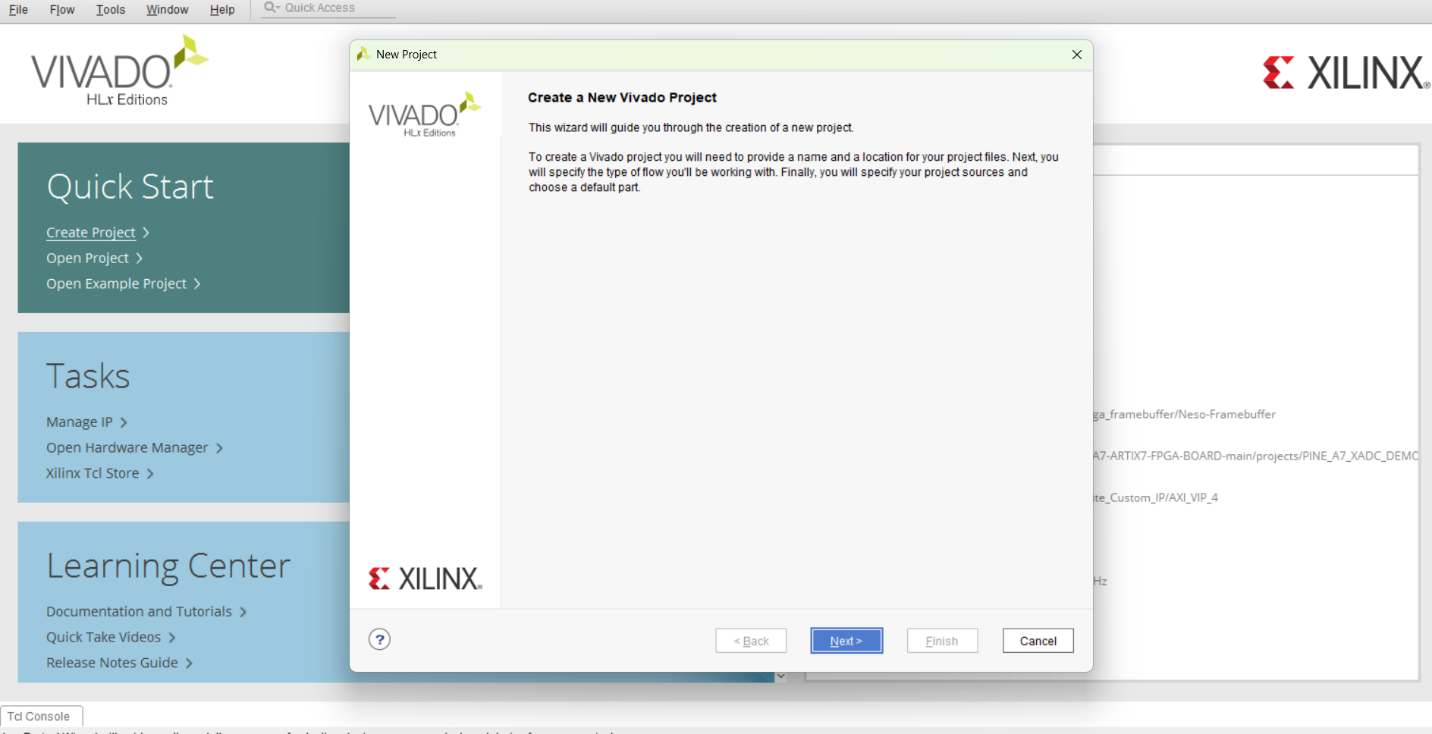 File Flow Tools Window Help Quick Access
VIVADO.
HLx Editions
XILINX®
Quick Start
Create Project >
Open Project >
Open Example Project >
Tasks
Manage IP >
Open Hardware Manager >
Xilinx Tcl Store >
Learning Center
Documentation and Tutorials >
Quick Take Videos >
Release Notes Guide >
New Project
VIVADO.
HLx Editions
Create a New Vivado Project
This wizard will guide you through the creation of a new project.
To create a Vivado project you will need to provide a name and a location for your project files. Next, you
will specify the type of flow you'll be working with. Finally, you will specify your project sources and
choose a default part.
XILINX®
?
< Back Next > Finish Cancel
ga_framebuffer/Neso-Framebuffer
A7-ARTIX7-FPGA-BOARD-main/projects/PINE_A7_XADC_DEMO
ite_Custom_IP/AXI_VIP_4
Hz
Tcl Console